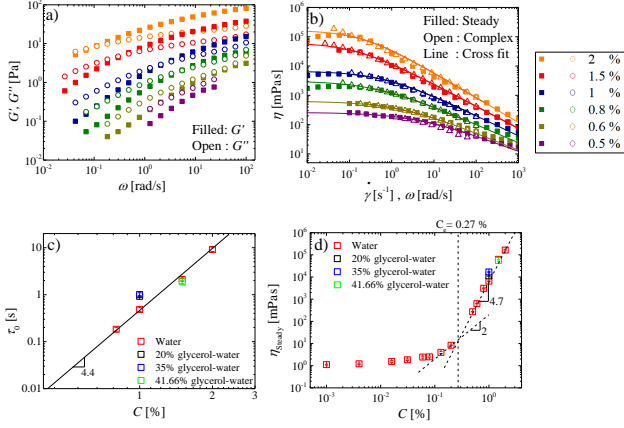 a)
G', G" [Pa]
10^2
10^1
10^0
10^-1
10^-2
10^-2 10^-1 10^0 10^1 10^2
ω [rad/s]
Filled: G'
Open : G"
b)
η [mPas]
10^6
10^5
10^4
10^3
10^2
10^1
10^-3 10^-2 10^-1 10^0 10^1 10^2 10^3
γ̇ [s^-1] , ω [rad/s]
Filled: Steady
Open : Complex
Line : Cross fit
2 %
1.5 %
1 %
0.8 %
0.6 %
0.5 %
c)
τ_0 [s]
10
1
0.1
0.01
1 2 3
C [%]
4.4
Water
20% glycerol-water
35% glycerol-water
41.66% glycerol-water
C_e = 0.27 %
d)
η_Steady [mPas]
10^6
10^5
10^4
10^3
10^2
10^1
10^0
10^-1
10^-3 10^-2 10^-1 10^0
C [%]
Water
20% glycerol-water
35% glycerol-water
41.66% glycerol-water
4.7
2